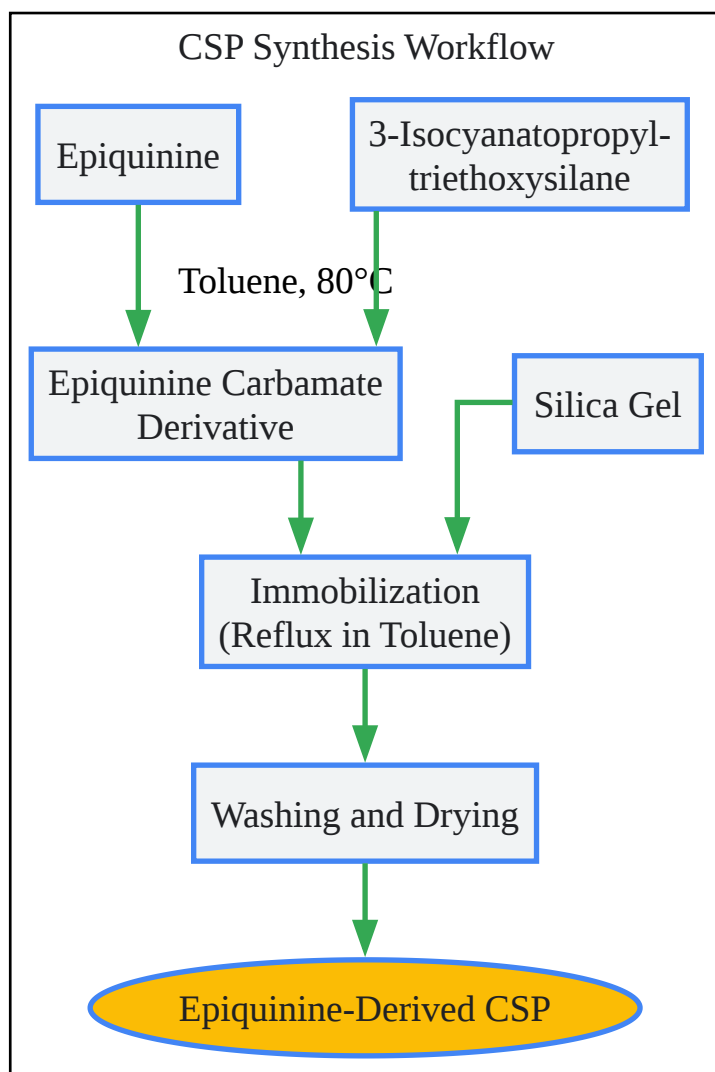 CSP Synthesis Workflow
Epiquinine
3-Isocyanatopropyl-
triethoxysilane
Toluene, 80°C
Epiquinine Carbamate
Derivative
Silica Gel
Immobilization
(Reflux in Toluene)
Washing and Drying
Epiquinine-Derived CSP